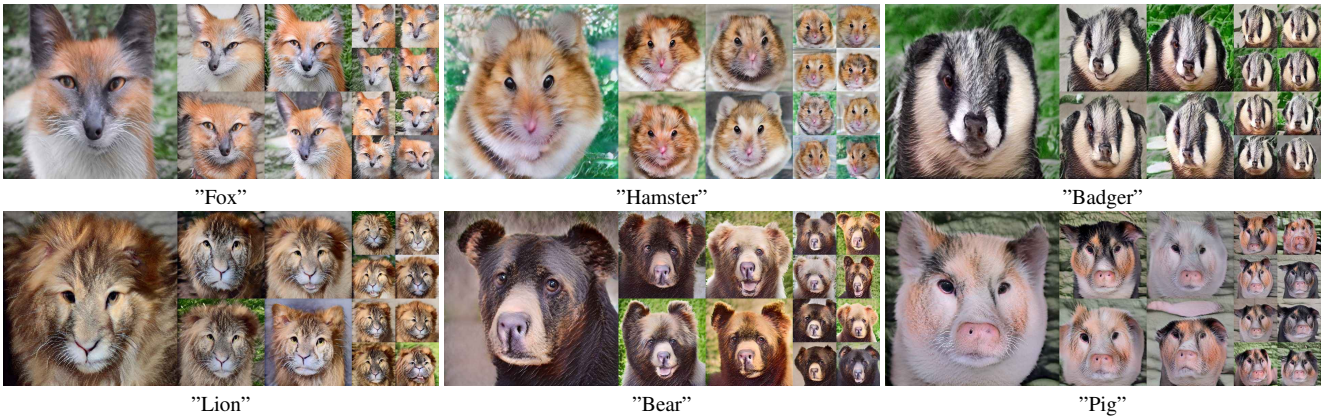 ”Fox”
”Hamster”
”Badger”
”Lion”
”Bear”
”Pig”